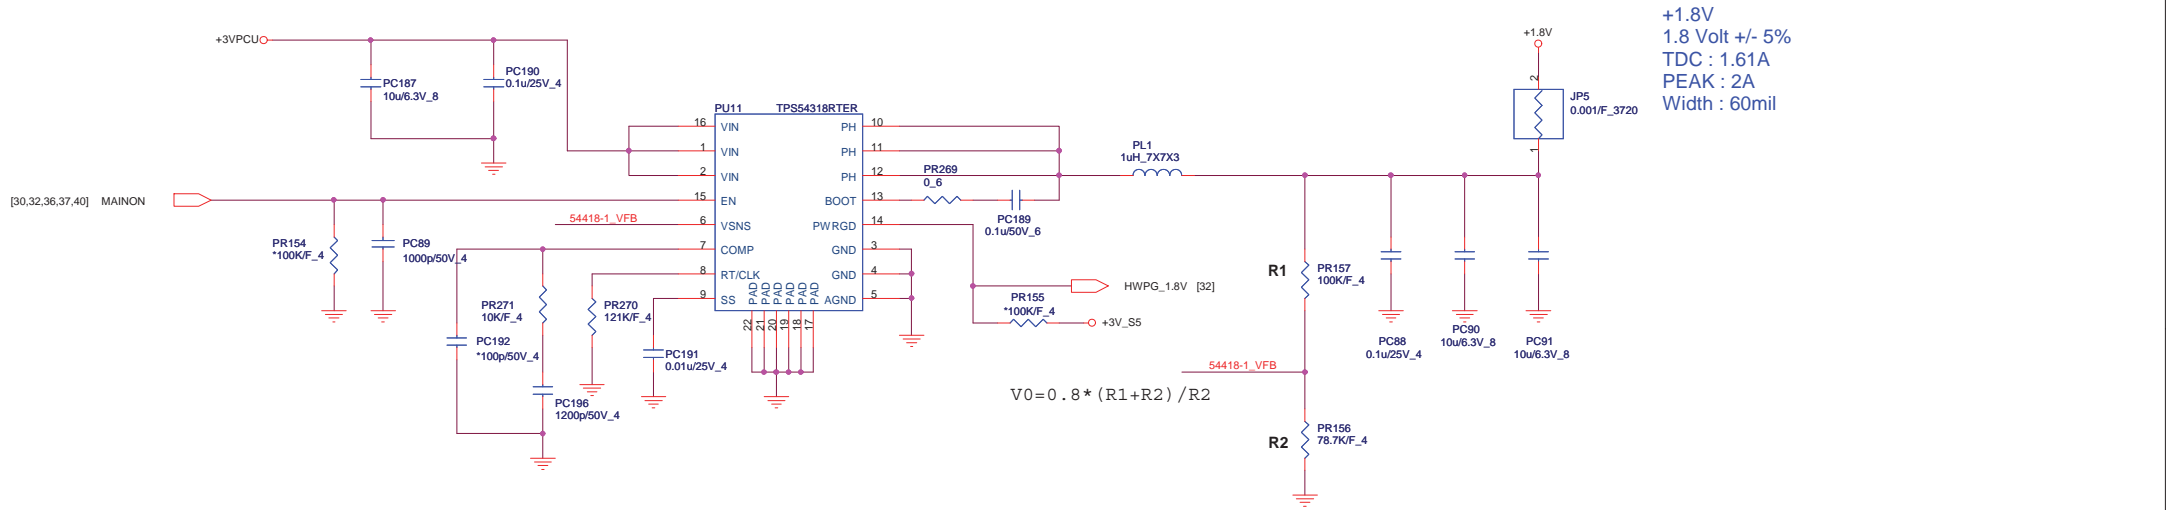 +1.8V
1.8 Volt +/- 5%
TDC : 1.61A
PEAK : 2A
Width : 60mil
+3VPCU
PC187
10u/6.3V_8
PC190
0.1u/25V_4
+1.8V
2
JP5
0.001/F_3720
1
PU11 TPS54318RTER
16 VIN PH 10
1 VIN PH 11
2 VIN PH 12
15 EN BOOT 13
6 VSNS PWRGD 14
7 COMP GND 3
8 RT/CLK GND 4
9 SS AGND 5
PAD PAD PAD PAD PAD PAD
22 21 20 19 18 17
PL1
1uH_7X7X3
PR269
0_6
PC189
0.1u/50V_6
[30,32,36,37,40] MAINON
54418-1_VFB
PR154
*100K/F_4
PC89
1000p/50V_4
PR271
10K/F_4
PR270
121K/F_4
PC192
*100p/50V_4
PC191
0.01u/25V_4
PC196
1200p/50V_4
HWPG_1.8V [32]
PR155
*100K/F_4
+3V_S5
R1
PR157
100K/F_4
PC88
0.1u/25V_4
PC90
10u/6.3V_8
PC91
10u/6.3V_8
54418-1_VFB
V0=0.8*(R1+R2)/R2
R2
PR156
78.7K/F_4